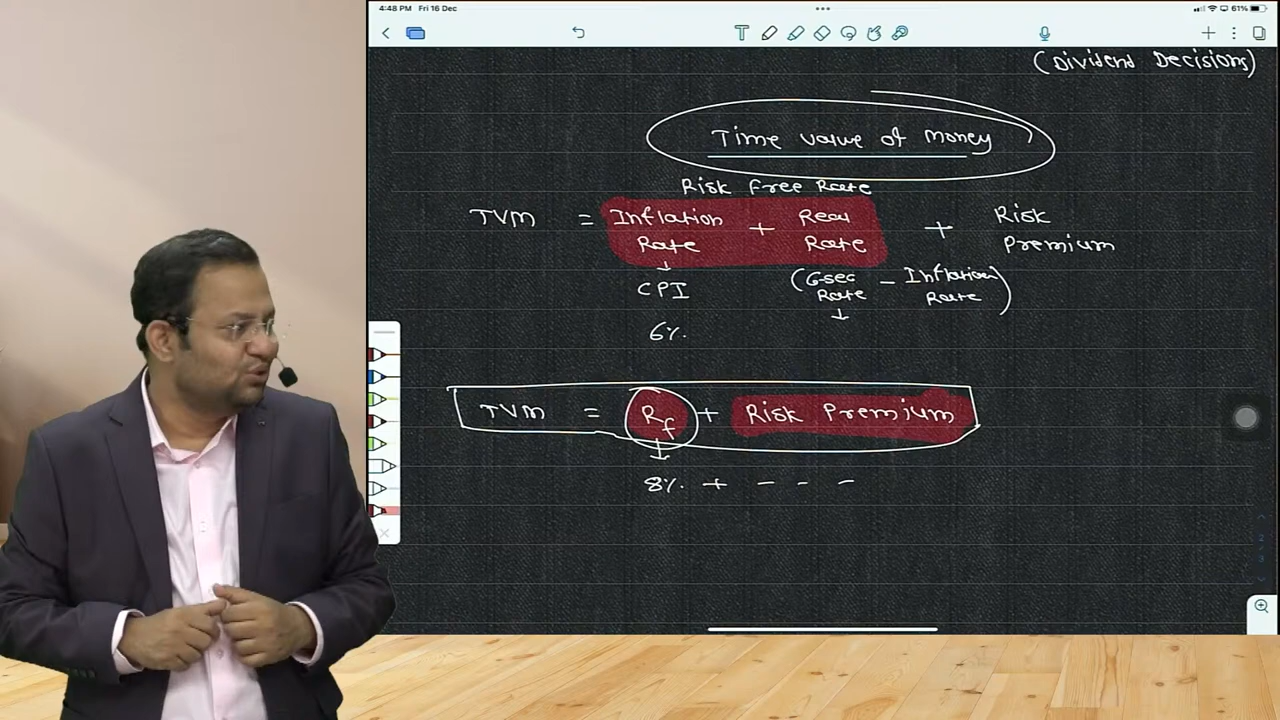 4:48 PM Fri 16 Dec
61%
(Dividend Decisions)
Time value of money
Risk Free Rate
TVM = Inflation Rate + Real Rate + Risk Premium
CPI (G-sec Rate - Inflation Rate)
6%.
TVM = Rf + Risk Premium
8%. + - - -